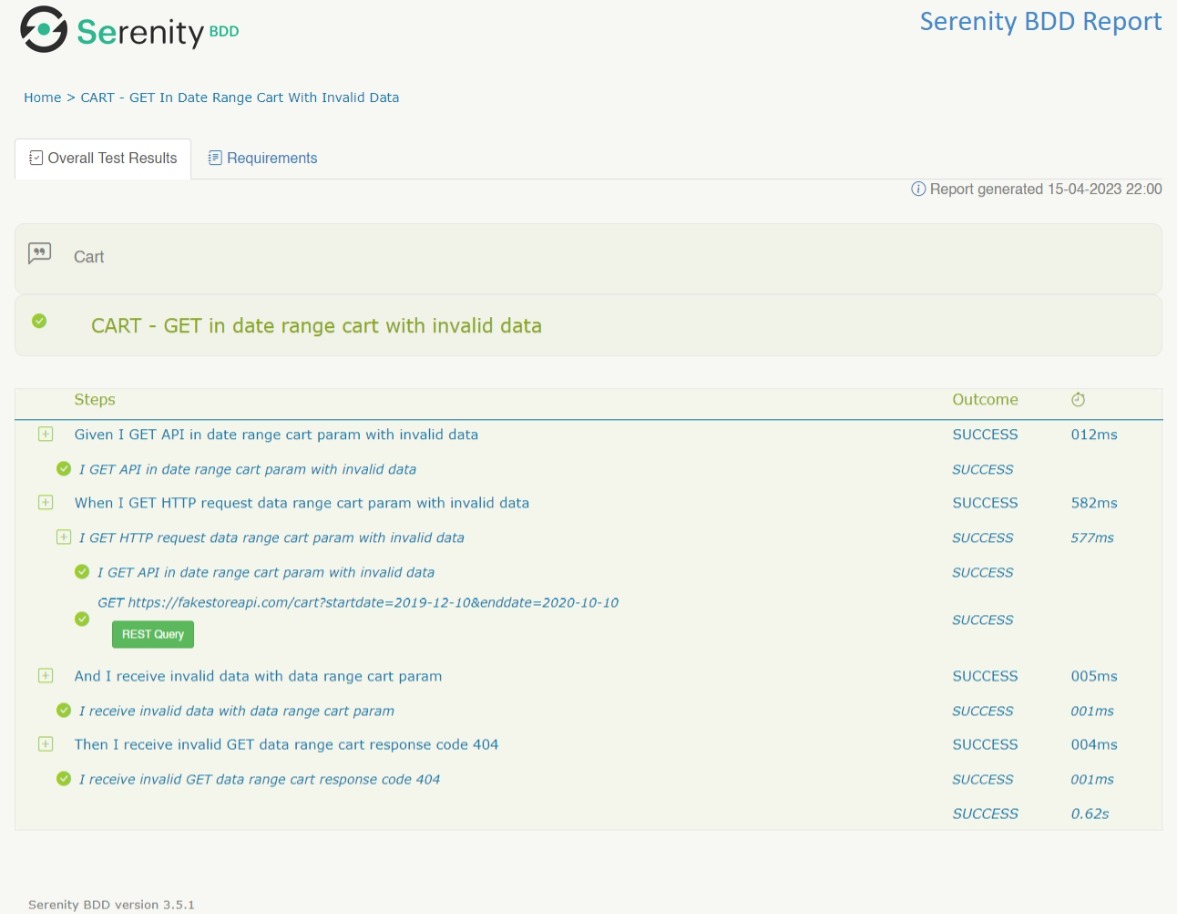 Serenity BDD
Serenity BDD Report
Home > CART - GET In Date Range Cart With Invalid Data
Overall Test Results Requirements
Report generated 15-04-2023 22:00
Cart
CART - GET in date range cart with invalid data
Steps Outcome
Given I GET API in date range cart param with invalid data SUCCESS 012ms
I GET API in date range cart param with invalid data SUCCESS
When I GET HTTP request data range cart param with invalid data SUCCESS 582ms
I GET HTTP request data range cart param with invalid data SUCCESS 577ms
I GET API in date range cart param with invalid data SUCCESS
GET https://fakestoreapi.com/cart?startdate=2019-12-10&enddate=2020-10-10
SUCCESS
REST Query
And I receive invalid data with data range cart param SUCCESS 005ms
I receive invalid data with data range cart param SUCCESS 001ms
Then I receive invalid GET data range cart response code 404 SUCCESS 004ms
I receive invalid GET data range cart response code 404 SUCCESS 001ms
SUCCESS 0.62s
Serenity BDD version 3.5.1